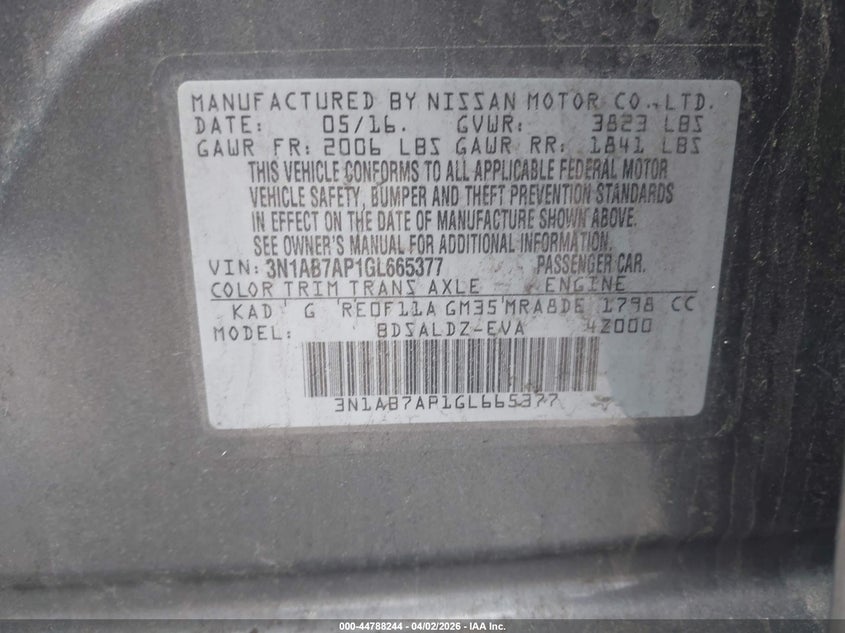 MANUFACTURED BY NISSAN MOTOR CO.,LTD.
DATE: 05/16. GVWR: 3823 LBS
GAWR FR: 2006 LBS GAWR RR: 1841 LBS
THIS VEHICLE CONFORMS TO ALL APPLICABLE FEDERAL MOTOR
VEHICLE SAFETY, BUMPER AND THEFT PREVENTION STANDARDS
IN EFFECT ON THE DATE OF MANUFACTURE SHOWN ABOVE.
SEE OWNER'S MANUAL FOR ADDITIONAL INFORMATION.
VIN: 3N1AB7AP1GL665377 PASSENGER CAR.
COLOR TRIM TRANS AXLE ENGINE
KAD G RE0F11A GM35 MRA8DE 1798 CC
MODEL: BDSALDZ-EVA 42000
3N1AB7AP1GL665377
000-44788244 | 04/02/2026 - IAA Inc.